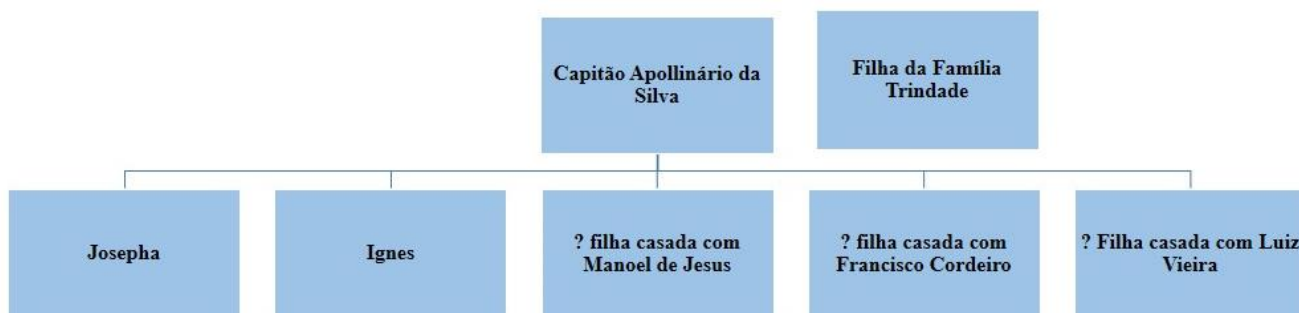 Capitão Apollinário da
Silva
Filha da Família
Trindade
Josepha
Ignes
? filha casada com
Manoel de Jesus
? filha casada com
Francisco Cordeiro
? Filha casada com Luiz
Vieira